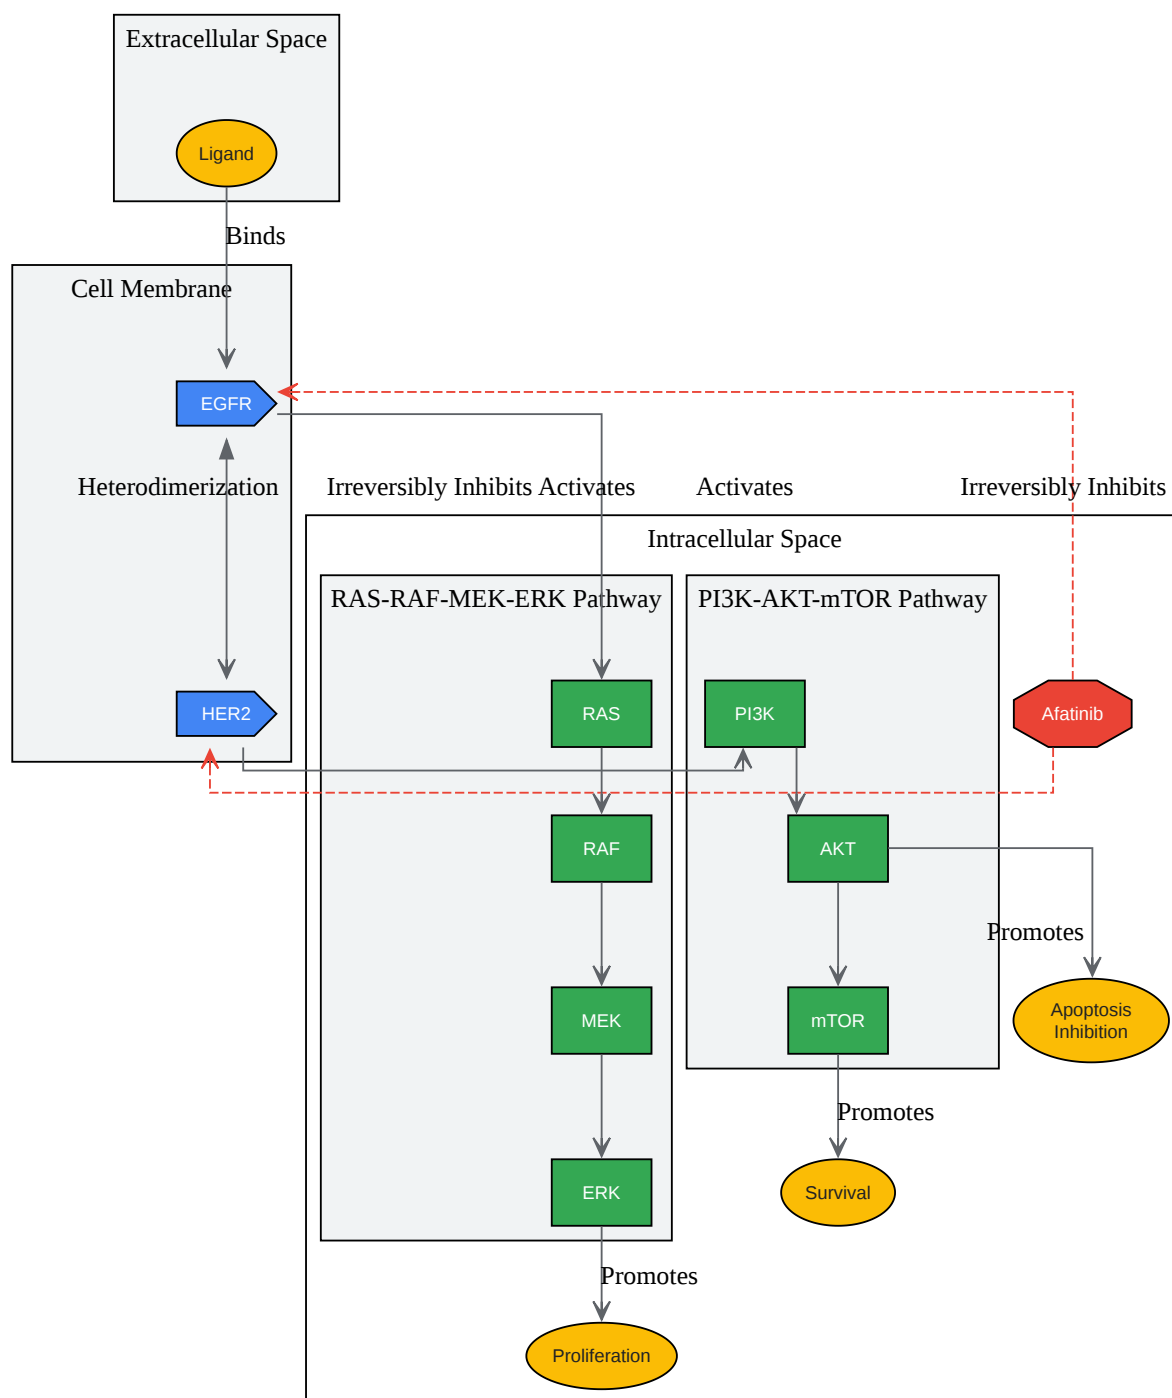 Extracellular Space
Ligand
Binds
Cell Membrane
EGFR
Heterodimerization
Irreversibly Inhibits
Activates
Activates
Irreversibly Inhibits
Intracellular Space
RAS-RAF-MEK-ERK Pathway
PI3K-AKT-mTOR Pathway
HER2
RAS
PI3K
Afatinib
RAF
AKT
Promotes
MEK
mTOR
Apoptosis
Inhibition
Promotes
ERK
Survival
Promotes
Proliferation